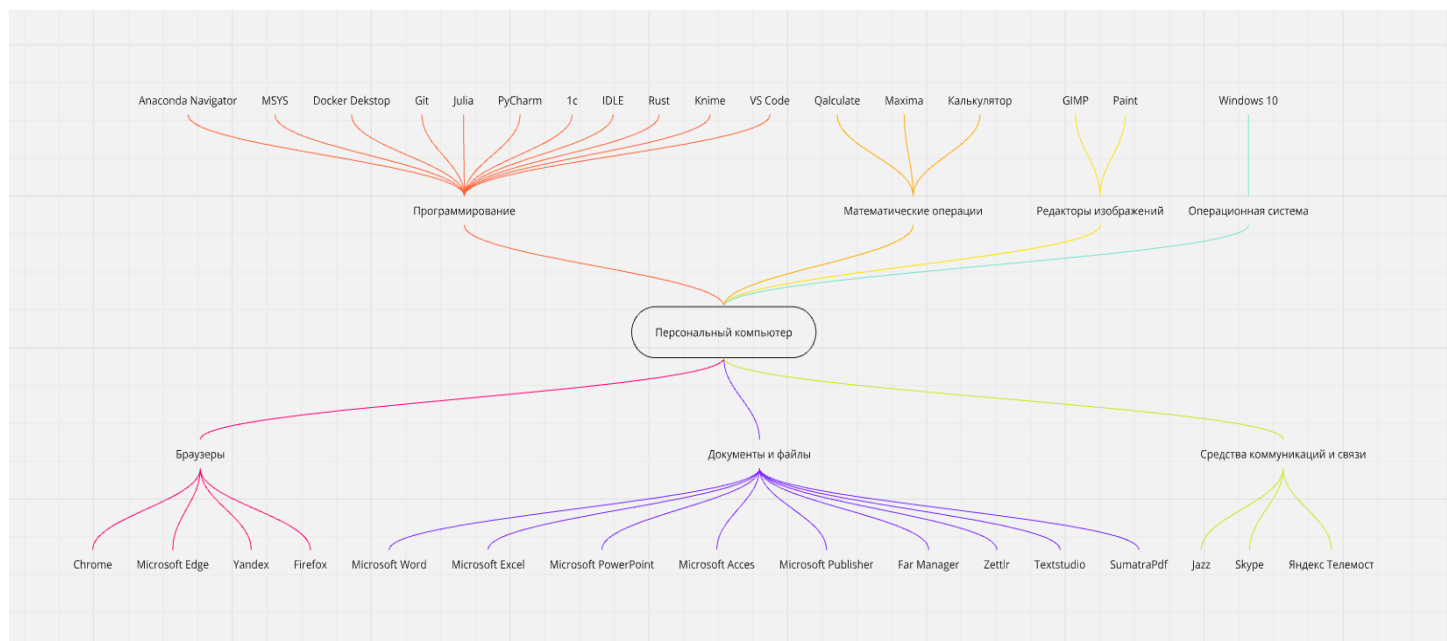 Anaconda Navigator MSYS Docker Dekstop Git Julia PyCharm 1c IDLE Rust Knime VS Code Qalculate Maxima Калькулятор GIMP Paint Windows 10
Программирование Математические операции Редакторы изображений Операционная система
Персональный компьютер
Браузеры Документы и файлы Средства коммуникаций и связи
Chrome Microsoft Edge Yandex Firefox Microsoft Word Microsoft Excel Microsoft PowerPoint Microsoft Acces Microsoft Publisher Far Manager Zettlr Textstudio SumatraPdf Jazz Skype Яндекс Телемост